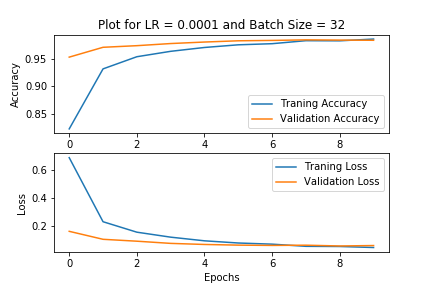 Plot for LR = 0.0001 and Batch Size = 32
Accuracy
0.95
0.90
0.85
Traning Accuracy
Validation Accuracy
0 2 4 6 8
Loss
0.6
0.4
0.2
Traning Loss
Validation Loss
0 2 4 6 8
Epochs